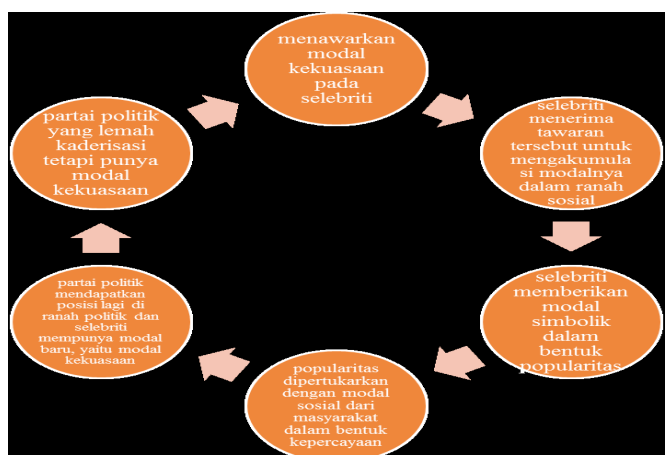 menawarkan
modal
kekuasaan
pada
selebriti
selebriti
menerima
tawaran
tersebut untuk
mengakumula
si modalnya
dalam ranah
sosial
selebriti
memberikan
modal
simbolik
dalam
bentuk
popularitas
popularitas
dipertukarkan
dengan modal
sosial dari
masyarakat
dalam bentuk
kepercayaan
partai politik
mendapatkan
posisi lagi di
ranah politik dan
selebriti
mempunya modal
baru, yaitu modal
kekuasaan
partai politik
yang lemah
kaderisasi
tetapi punya
modal
kekuasaan